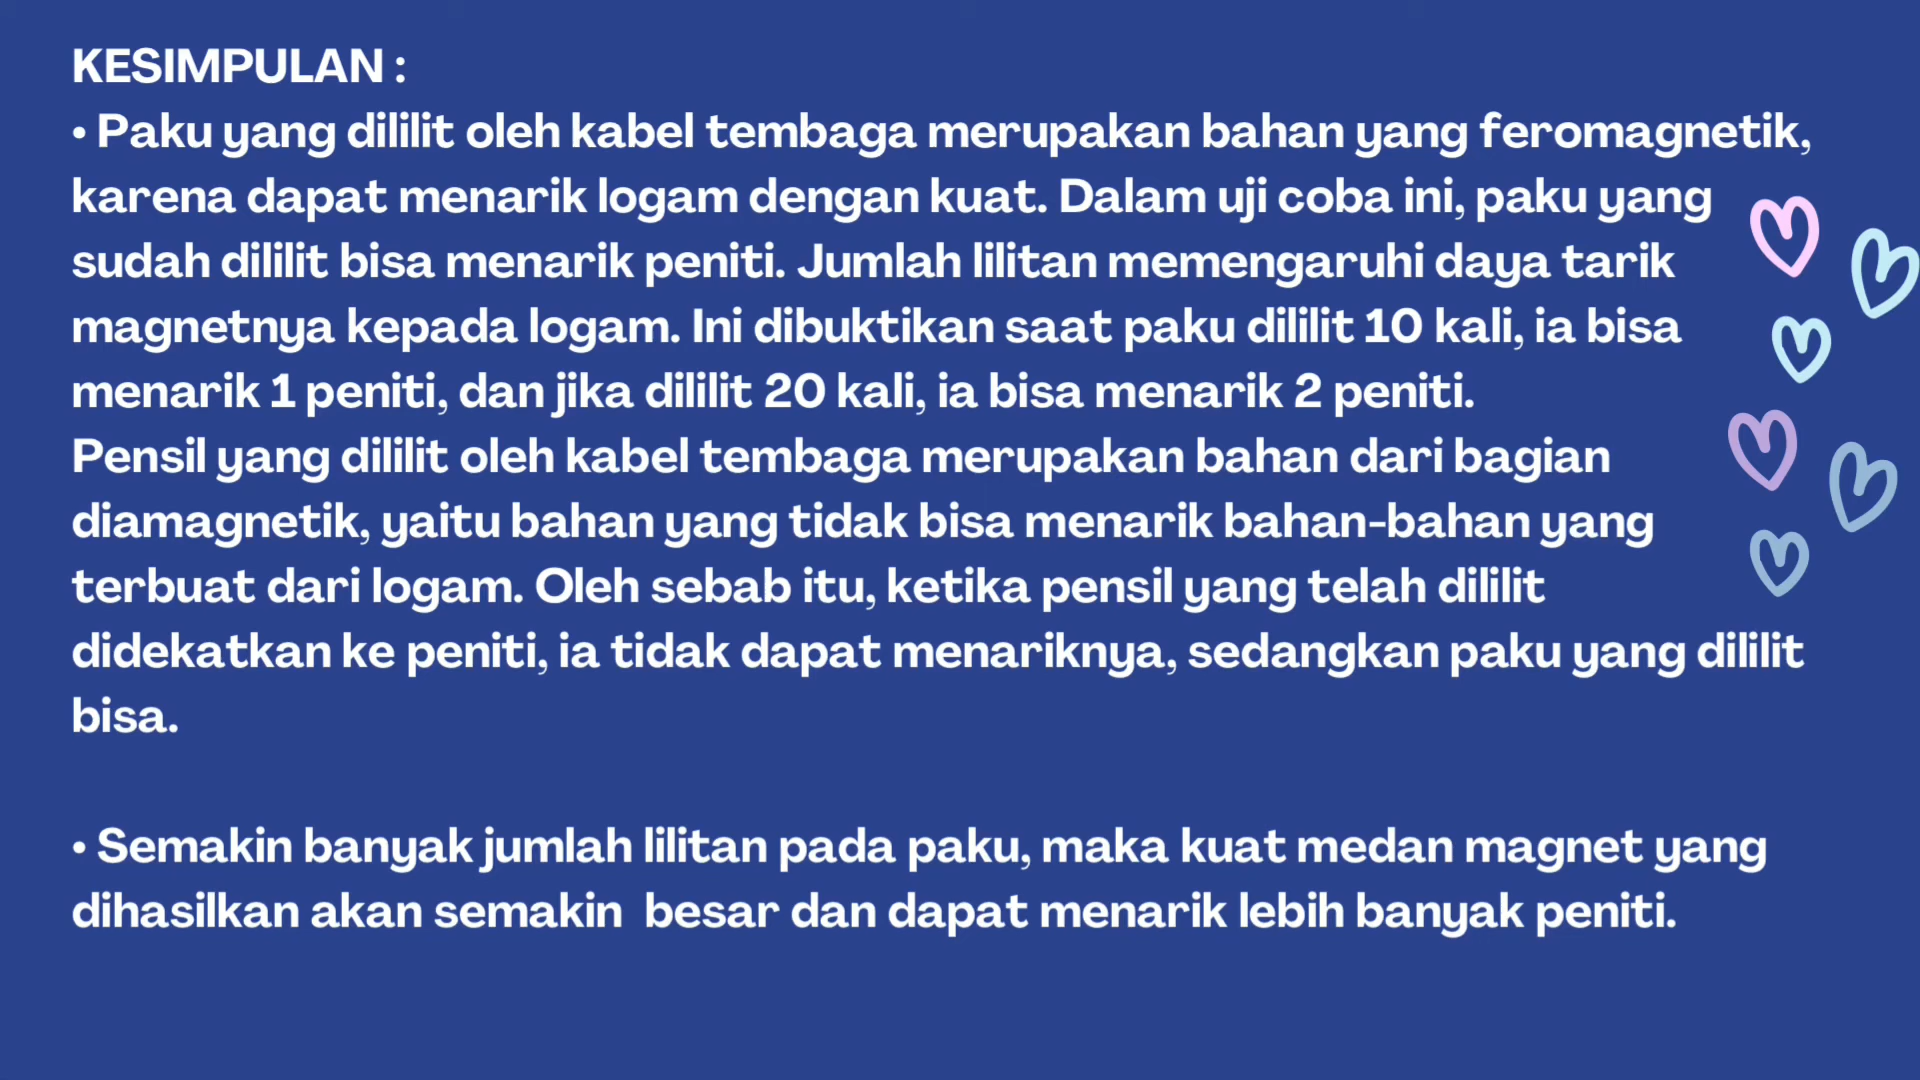 KESIMPULAN :
• Paku yang dililit oleh kabel tembaga merupakan bahan yang feromagnetik,
karena dapat menarik logam dengan kuat. Dalam uji coba ini, paku yang
sudah dililit bisa menarik peniti. Jumlah lilitan memengaruhi daya tarik
magnetnya kepada logam. Ini dibuktikan saat paku dililit 10 kali, ia bisa
menarik 1 peniti, dan jika dililit 20 kali, ia bisa menarik 2 peniti.
Pensil yang dililit oleh kabel tembaga merupakan bahan dari bagian
diamagnetik, yaitu bahan yang tidak bisa menarik bahan-bahan yang
terbuat dari logam. Oleh sebab itu, ketika pensil yang telah dililit
didekatkan ke peniti, ia tidak dapat menariknya, sedangkan paku yang dililit
bisa.
• Semakin banyak jumlah lilitan pada paku, maka kuat medan magnet yang
dihasilkan akan semakin  besar dan dapat menarik lebih banyak peniti.